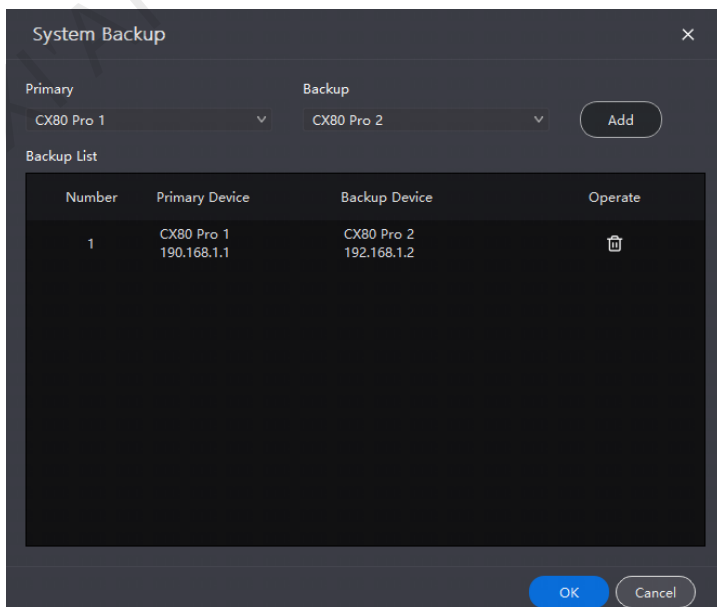 System Backup
Primary Backup
CX80 Pro 1 CX80 Pro 2 Add
Backup List
Number Primary Device Backup Device Operate
1 CX80 Pro 1 CX80 Pro 2
190.168.1.1 192.168.1.2
OK Cancel